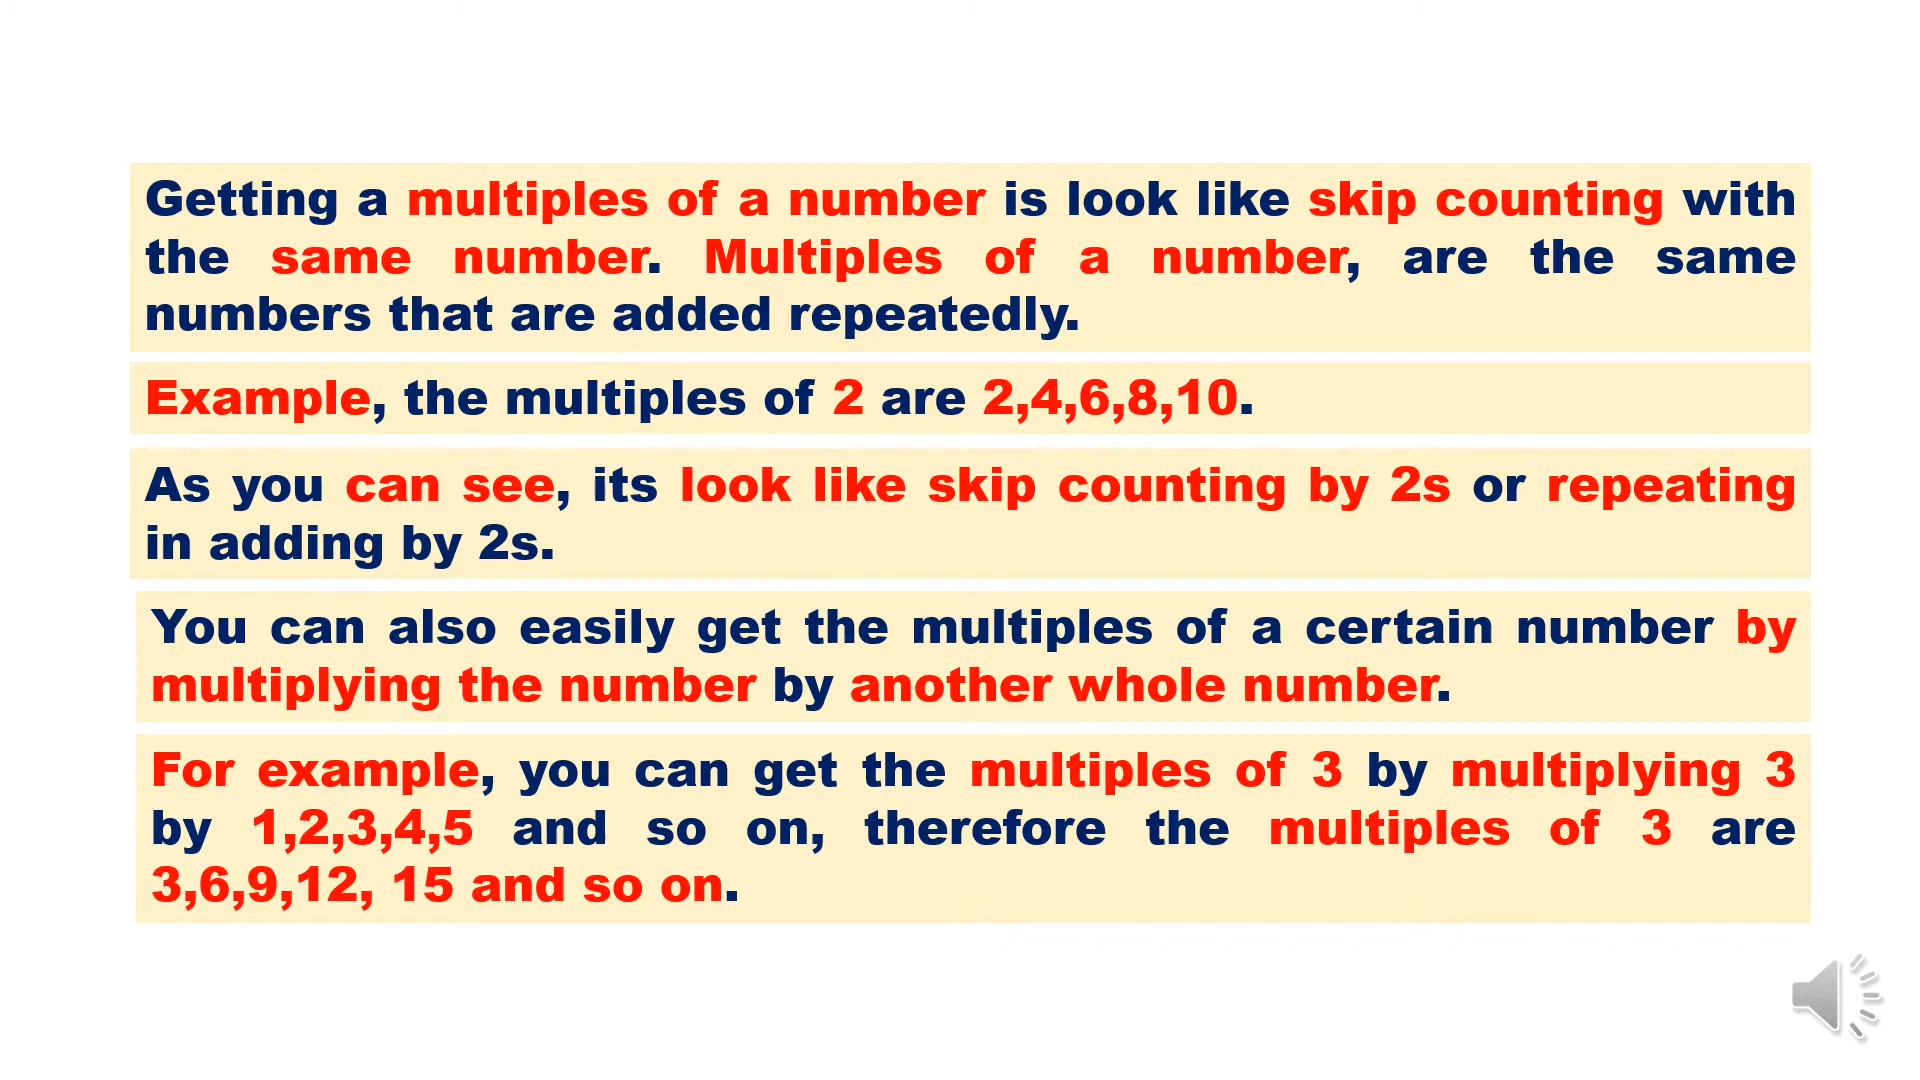 Getting a multiples of a number is look like skip counting with
the same number. Multiples of a number, are the same
numbers that are added repeatedly.
Example, the multiples of 2 are 2,4,6,8,10.
As you can see, its look like skip counting by 2s or repeating
in adding by 2s.
You can also easily get the multiples of a certain number by
multiplying the number by another whole number.
For example, you can get the multiples of 3 by multiplying 3
by 1,2,3,4,5 and so on, therefore the multiples of 3 are
3,6,9,12, 15 and so on.